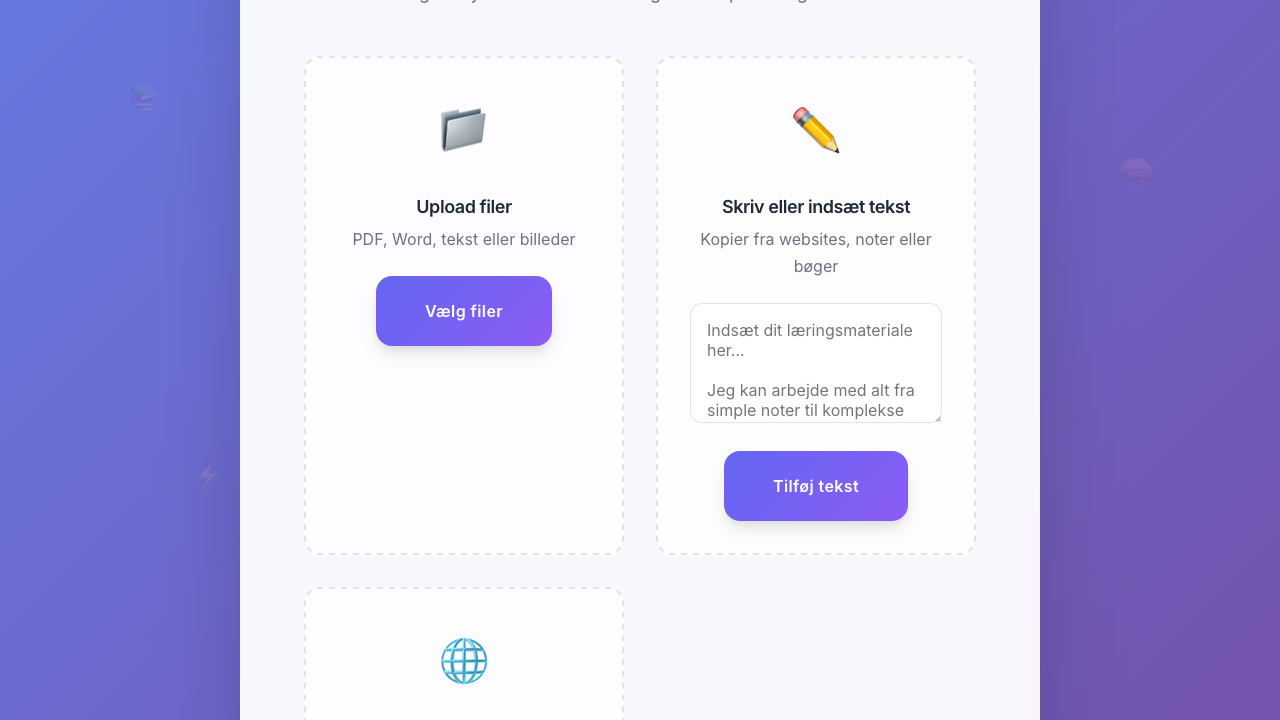 Upload filer
PDF, Word, tekst eller billeder
Vælg filer
Skriv eller indsæt tekst
Kopier fra websites, noter eller
bøger
Indsæt dit læringsmateriale
her...
Jeg kan arbejde med alt fra
simple noter til komplekse
Tilføj tekst